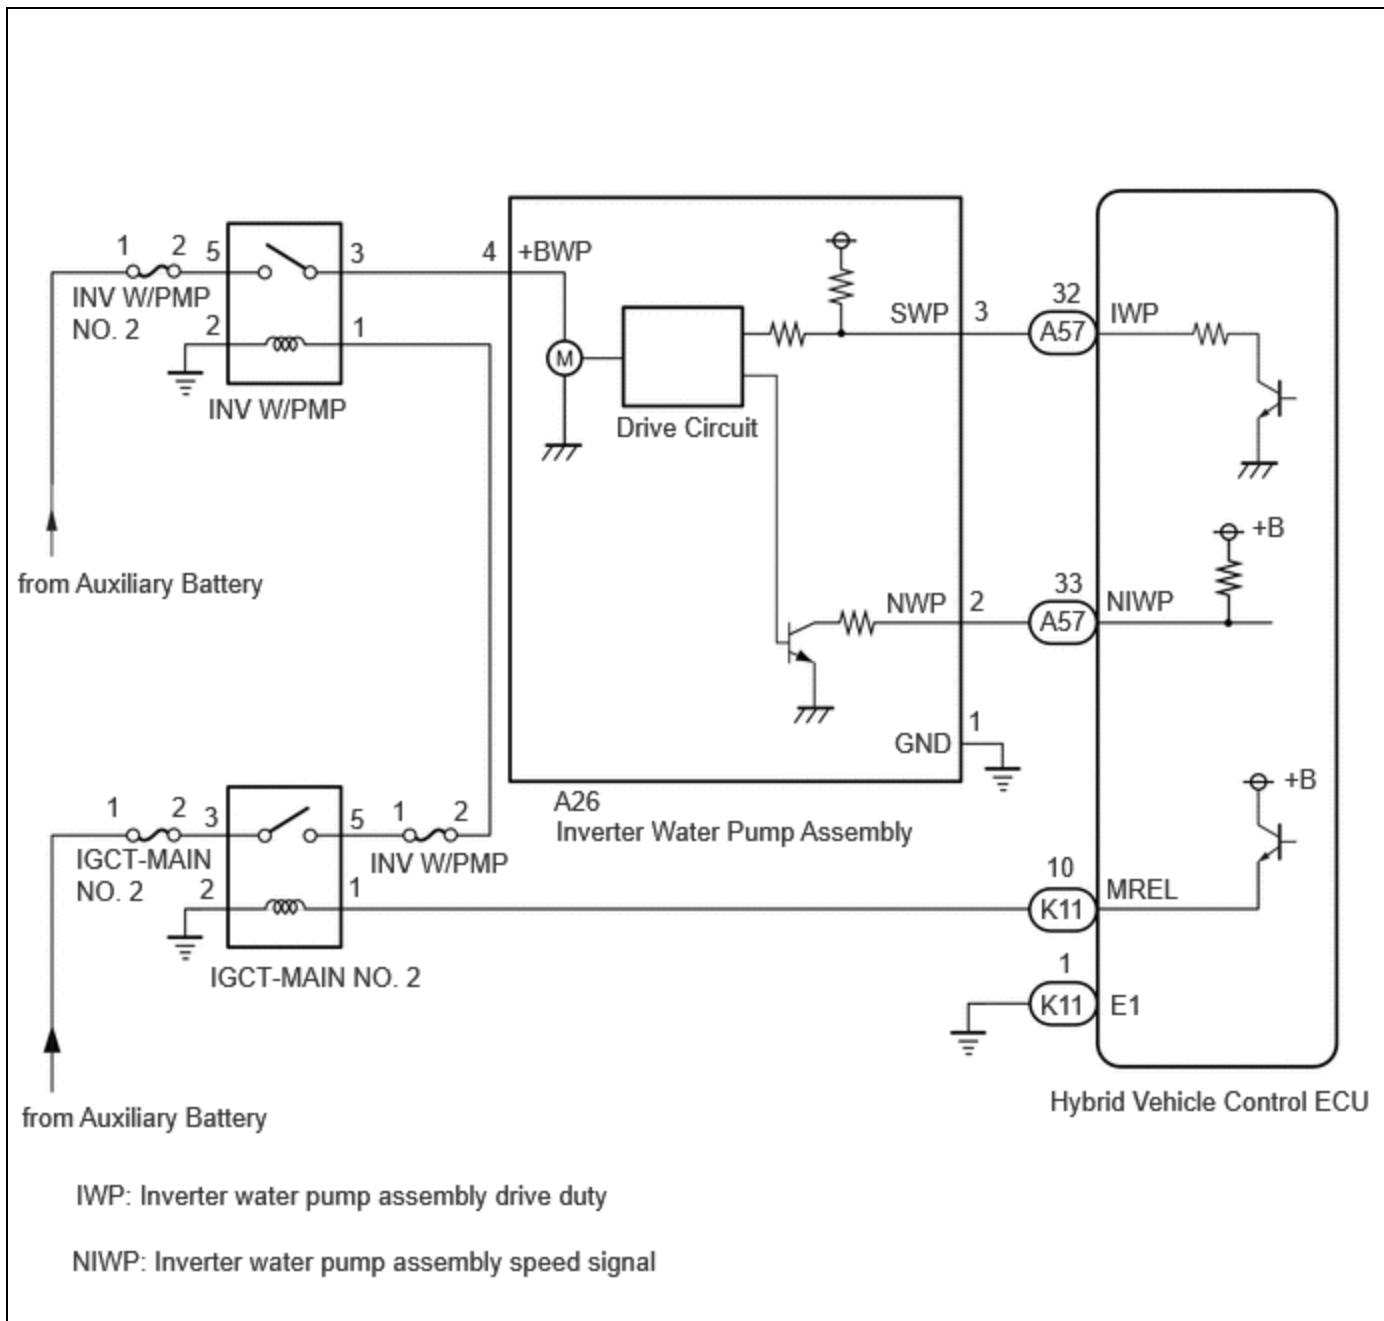 1 2 5 3 4 +BWP
INV W/PMP
NO. 2
2 1
INV W/PMP
M
Drive Circuit
SWP 3 32 IWP
A57
from Auxiliary Battery
+B
NWP 2 33 NIWP
A57
1
GND
A26
Inverter Water Pump Assembly
1 2 3 5 1 2
IGCT-MAIN
NO. 2
INV W/PMP
2 1
IGCT-MAIN NO. 2
+B
10
K11 MREL
1
K11 E1
Hybrid Vehicle Control ECU
from Auxiliary Battery
IWP: Inverter water pump assembly drive duty
NIWP: Inverter water pump assembly speed signal